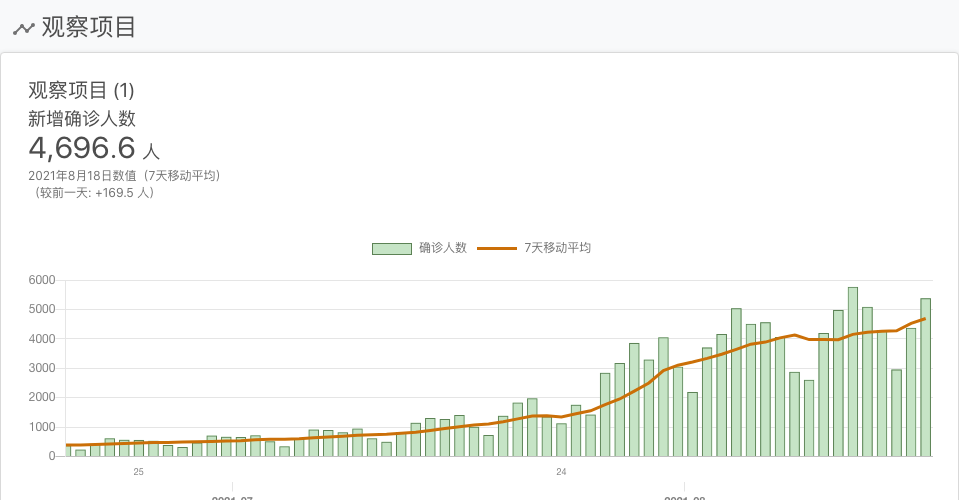 观察项目
观察项目 (1)
新增确诊人数
4,696.6 人
2021年8月18日数值（7天移动平均）
（较前一天: +169.5 人）
确诊人数 7天移动平均
6000
5000
4000
3000
2000
1000
0
25 24